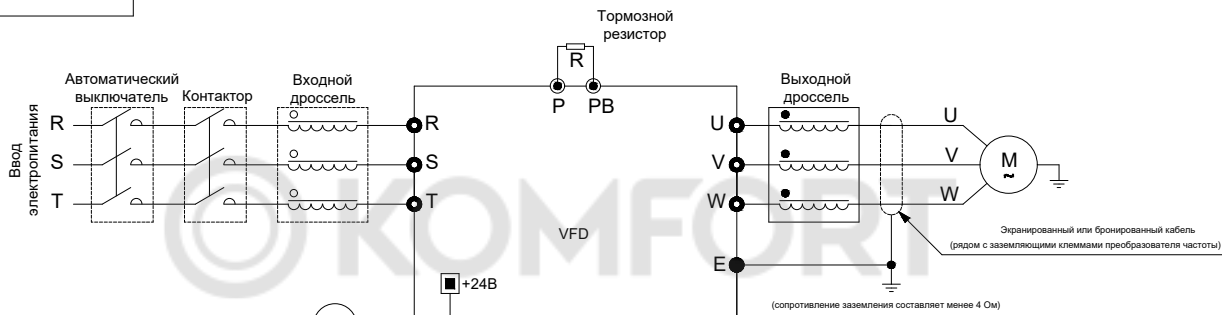 Тормозной
резистор
R
P PB
Автоматический
выключатель
Контактор
Входной
дроссель
Выходной
дроссель
Ввод
электропитания
R R U U
S S V V M
~
T T W W
KOMFORT
VFD
Экранированный или бронированный кабель
(рядом с заземляющими клеммами преобразователя частоты)
E
+24В
(сопротивление заземления составляет менее 4 Ом)